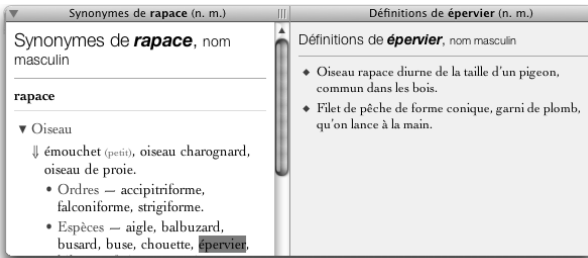 Synonymes de rapace (n. m.)
Synonymes de rapace, nom
masculin
rapace
▼ Oiseau
⇓ émouchet (petit), oiseau charognard,
oiseau de proie.
• Ordres — accipitriforme,
falconiforme, strigiforme.
• Espèces — aigle, balbuzard,
busard, buse, chouette, épervier,
Définitions de épervier (n. m.)
Définitions de épervier, nom masculin
◆ Oiseau rapace diurne de la taille d'un pigeon,
commun dans les bois.
◆ Filet de pêche de forme conique, garni de plomb,
qu'on lance à la main.